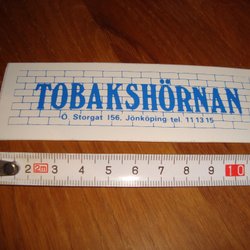 TOBAKSHÖRNAN
Ö Storgat 156. Jönköping tel 11 13 15
2 2m 3 4 5 6 7 8 9 10